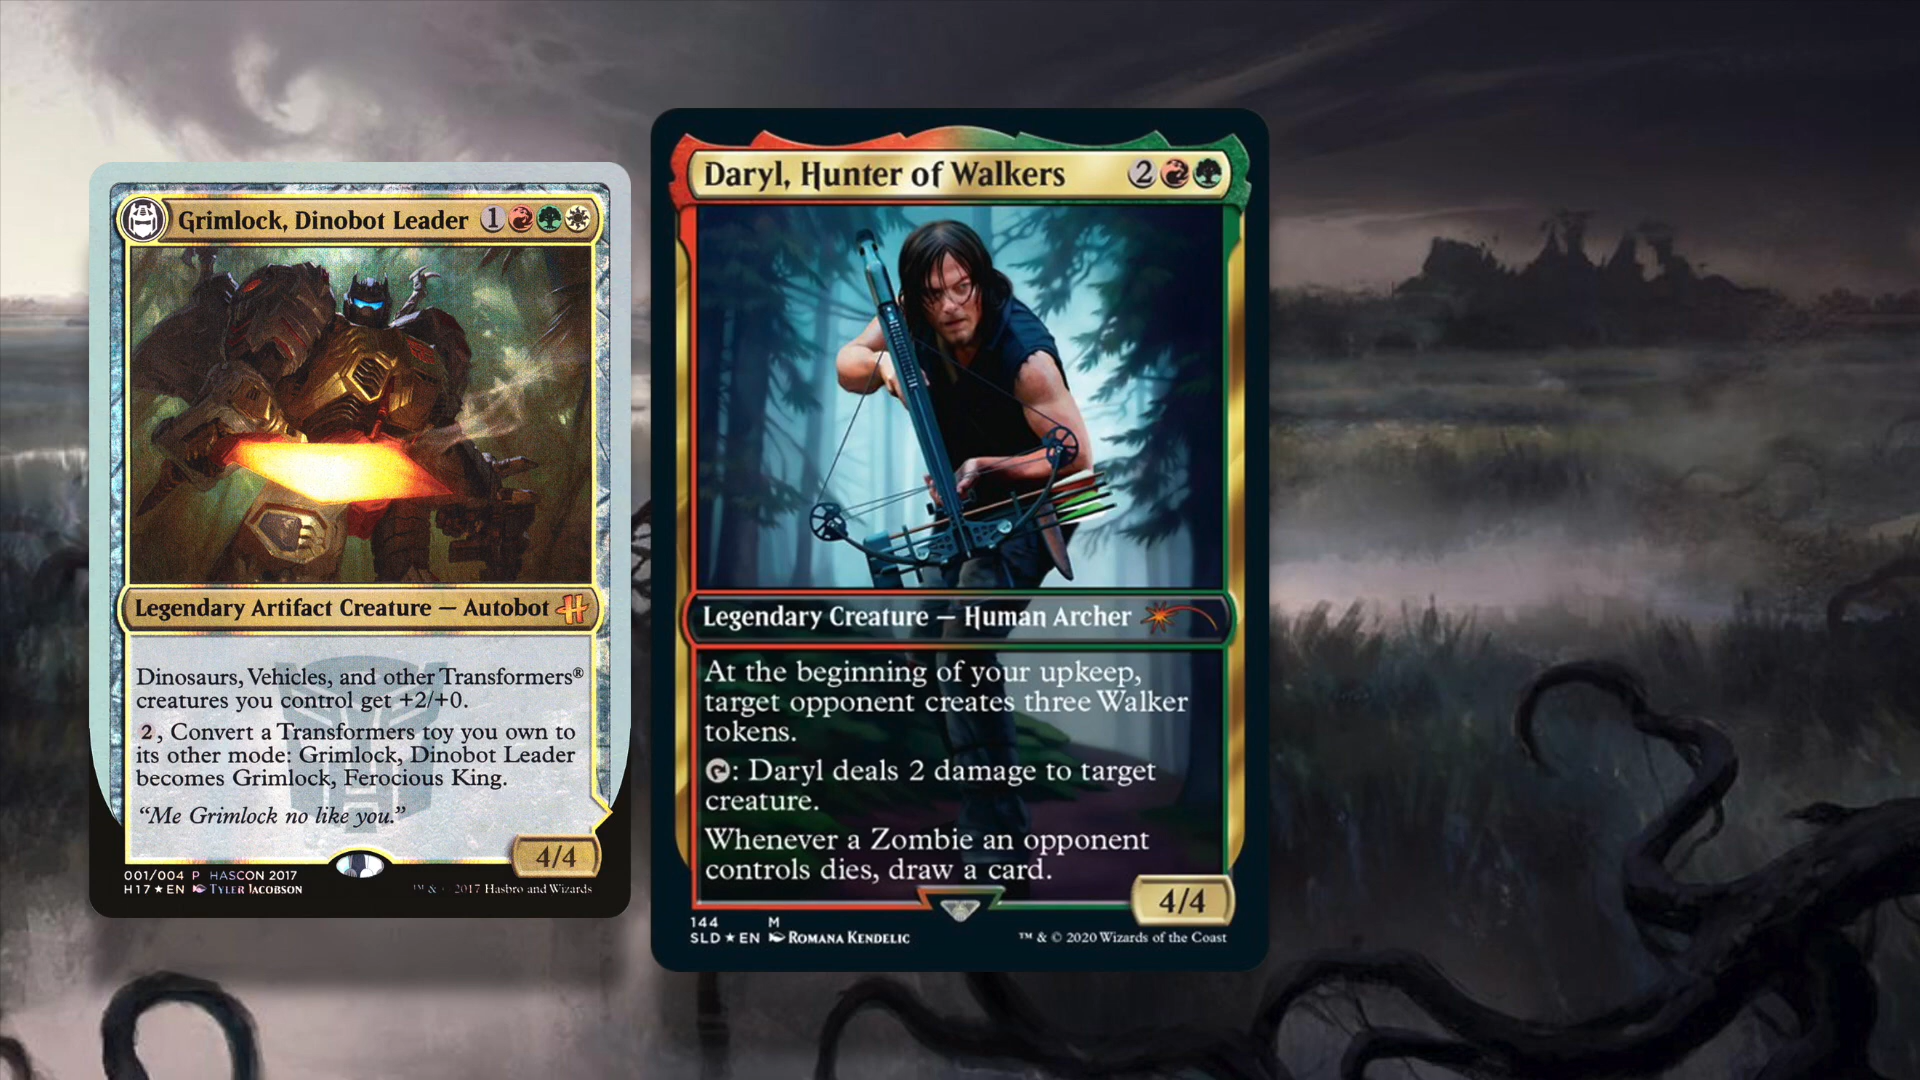 Grimlock, Dinobot Leader 1
Legendary Artifact Creature — Autobot
Dinosaurs, Vehicles, and other Transformers®
creatures you control get +2/+0.
2, Convert a Transformers toy you own to
its other mode: Grimlock, Dinobot Leader
becomes Grimlock, Ferocious King.
“Me Grimlock no like you.”
4/4
001/004 P HASCON 2017
H17★EN TYLER JACOBSON
™ & © 2017 Hasbro and Wizards
Daryl, Hunter of Walkers 2
Legendary Creature — Human Archer
At the beginning of your upkeep,
target opponent creates three Walker
tokens.
: Daryl deals 2 damage to target
creature.
Whenever a Zombie an opponent
controls dies, draw a card.
4/4
144 M
SLD★EN ROMANA KENDELIC
™ & © 2020 Wizards of the Coast